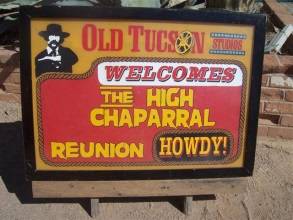 OLD TUCSON STUDIOS
WELCOMES
THE HIGH
CHAPARRAL
REUNION HOWDY!